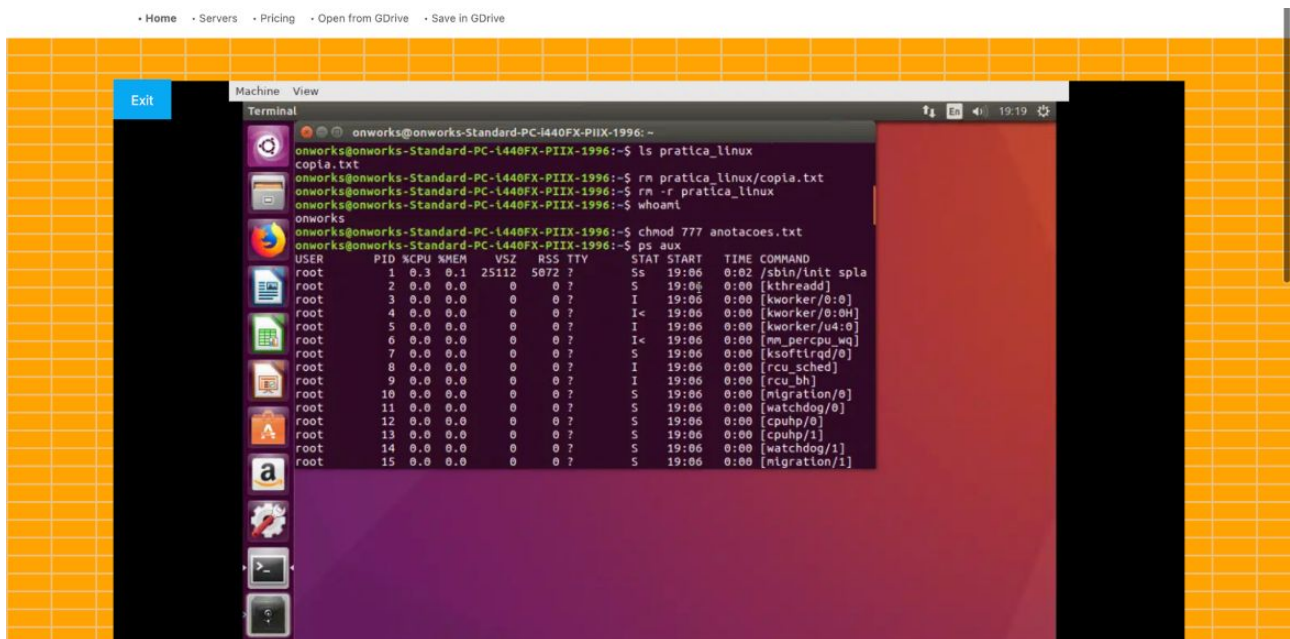 • Home • Servers • Pricing • Open from GDrive • Save in GDrive
Exit
Machine View
Terminal
En 19:19
onworks@onworks-Standard-PC-i440FX-PIIX-1996: ~
onworks@onworks-Standard-PC-i440FX-PIIX-1996:~$ ls pratica_linux
copia.txt
onworks@onworks-Standard-PC-i440FX-PIIX-1996:~$ rm pratica_linux/copia.txt
onworks@onworks-Standard-PC-i440FX-PIIX-1996:~$ rm -r pratica_linux
onworks@onworks-Standard-PC-i440FX-PIIX-1996:~$ whoami
onworks
onworks@onworks-Standard-PC-i440FX-PIIX-1996:~$ chmod 777 anotacoes.txt
onworks@onworks-Standard-PC-i440FX-PIIX-1996:~$ ps aux
USER PID %CPU %MEM VSZ RSS TTY STAT START TIME COMMAND
root 1 0.3 0.1 25112 5072 ? Ss 19:06 0:02 /sbin/init spla
root 2 0.0 0.0 0 0 ? S 19:06 0:00 [kthreadd]
root 3 0.0 0.0 0 0 ? I 19:06 0:00 [kworker/0:0]
root 4 0.0 0.0 0 0 ? I< 19:06 0:00 [kworker/0:0H]
root 5 0.0 0.0 0 0 ? I 19:06 0:00 [kworker/u4:0]
root 6 0.0 0.0 0 0 ? I< 19:06 0:00 [mm_percpu_wq]
root 7 0.0 0.0 0 0 ? S 19:06 0:00 [ksoftirqd/0]
root 8 0.0 0.0 0 0 ? I 19:06 0:00 [rcu_sched]
root 9 0.0 0.0 0 0 ? I 19:06 0:00 [rcu_bh]
root 10 0.0 0.0 0 0 ? S 19:06 0:00 [migration/0]
root 11 0.0 0.0 0 0 ? S 19:06 0:00 [watchdog/0]
root 12 0.0 0.0 0 0 ? S 19:06 0:00 [cpuhp/0]
root 13 0.0 0.0 0 0 ? S 19:06 0:00 [cpuhp/1]
root 14 0.0 0.0 0 0 ? S 19:06 0:00 [watchdog/1]
root 15 0.0 0.0 0 0 ? S 19:06 0:00 [migration/1]